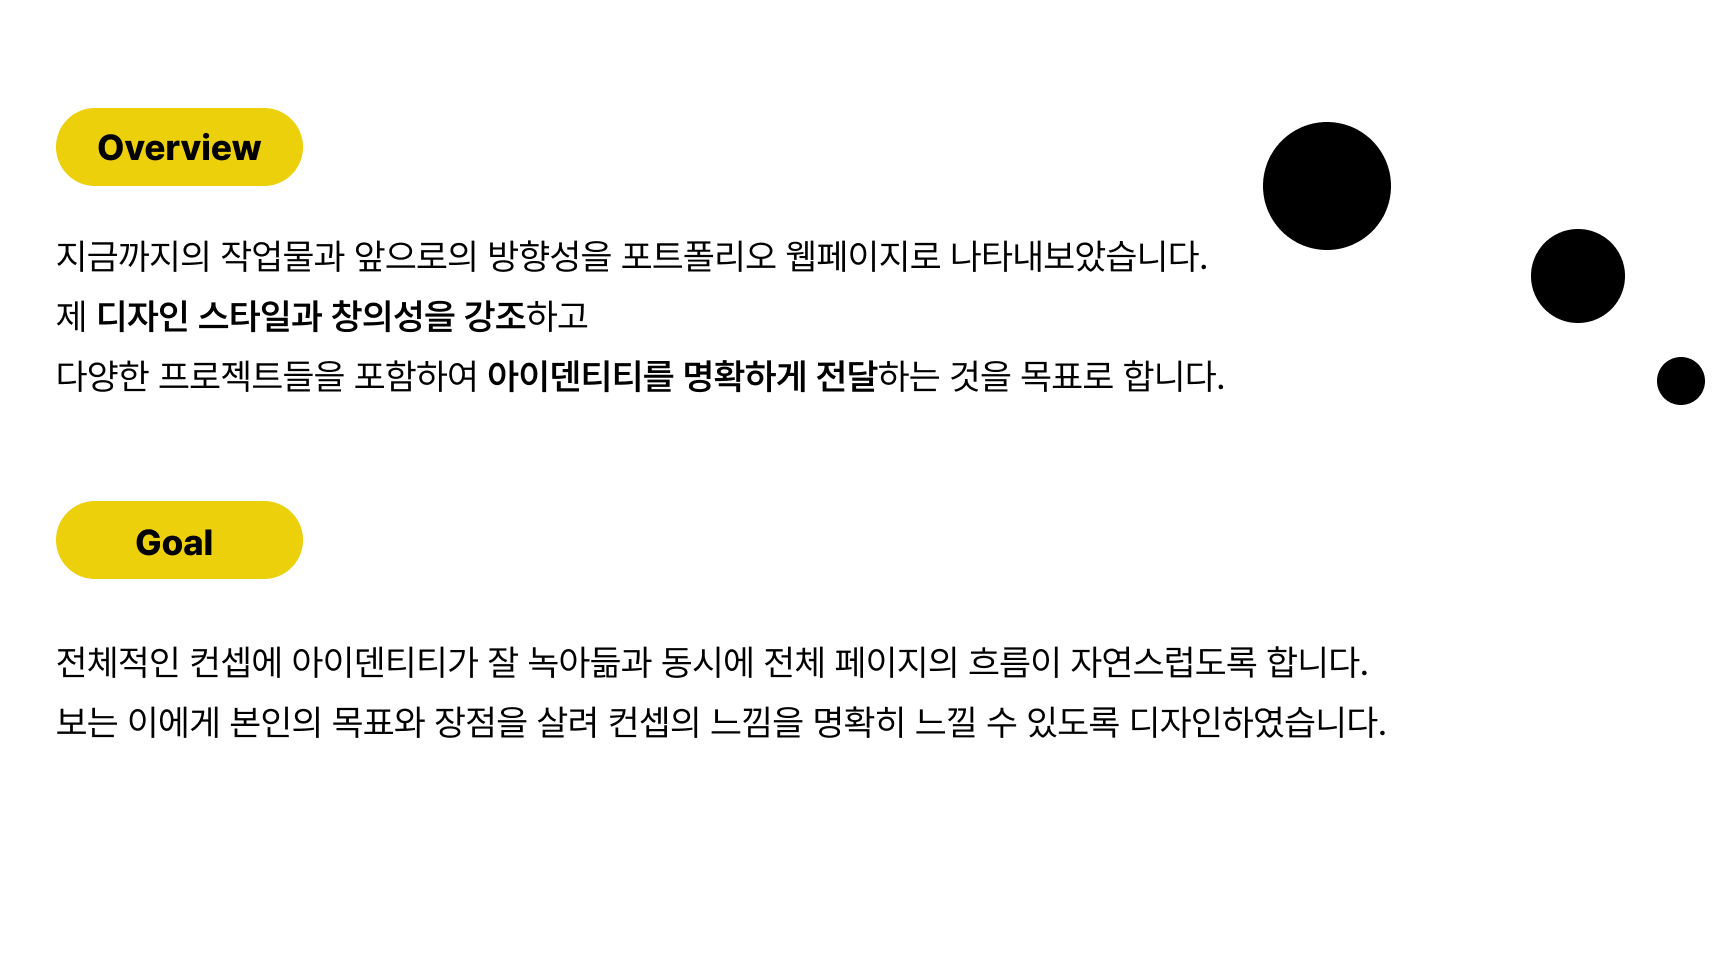 Overview
지금까지의 작업물과 앞으로의 방향성을 포트폴리오 웹페이지로 나타내보았습니다.
제 디자인 스타일과 창의성을 강조하고
다양한 프로젝트들을 포함하여 아이덴티티를 명확하게 전달하는 것을 목표로 합니다.
Goal
전체적인 컨셉에 아이덴티티가 잘 녹아듦과 동시에 전체 페이지의 흐름이 자연스럽도록 합니다.
보는 이에게 본인의 목표와 장점을 살려 컨셉의 느낌을 명확히 느낄 수 있도록 디자인하였습니다.